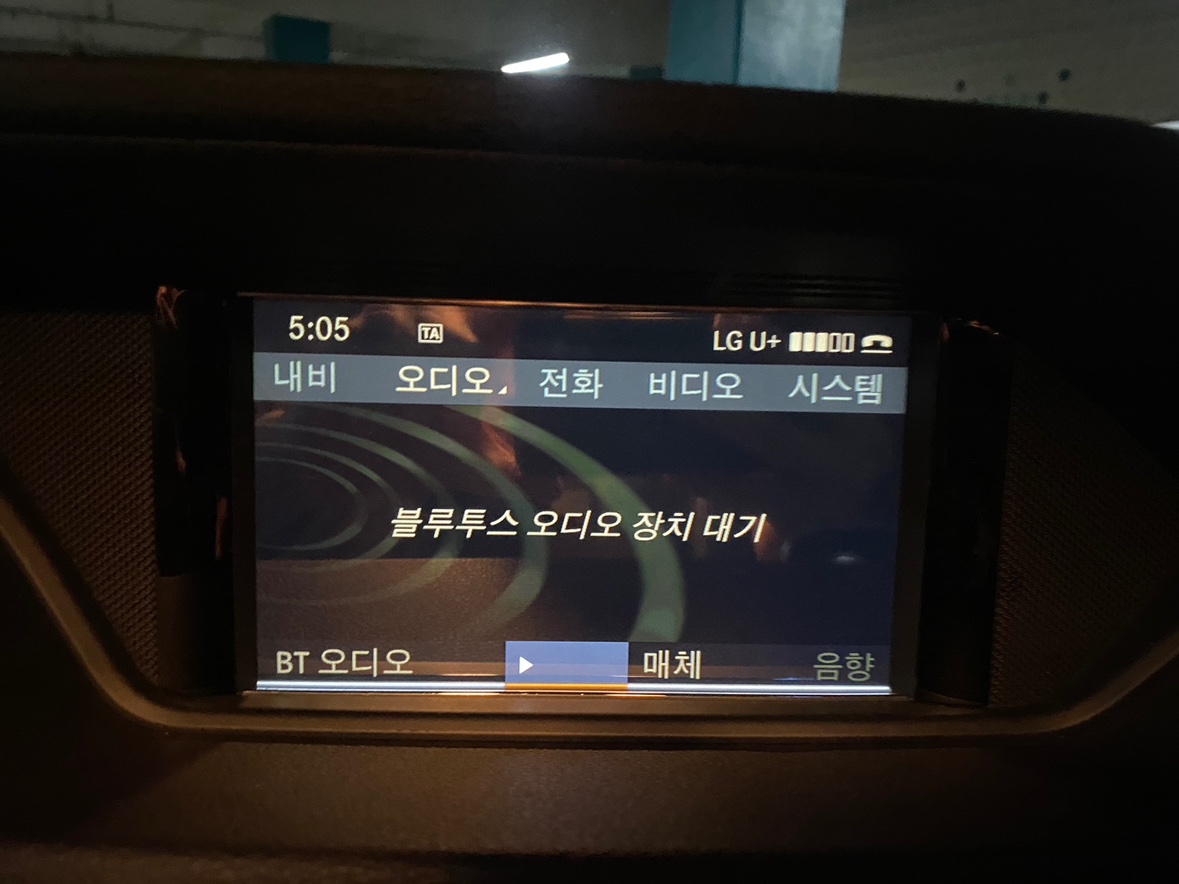 5:05 TA LG U+
내비 오디오 전화 비디오 시스템
블루투스 오디오 장치 대기
BT 오디오 매체 음향